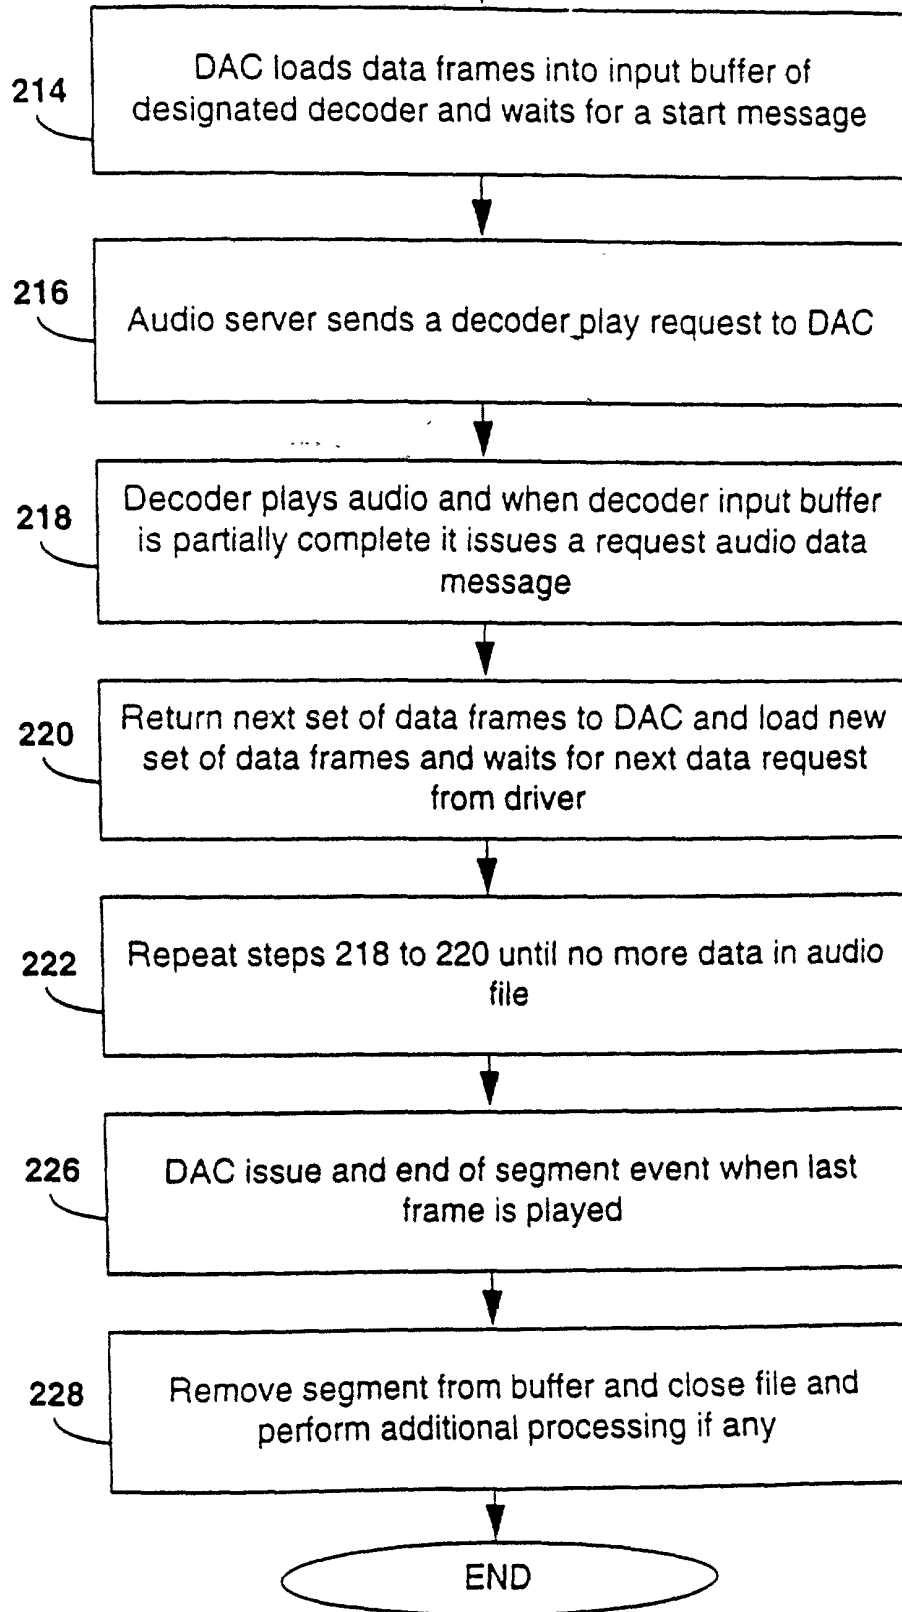 214
DAC loads data frames into input buffer of
designated decoder and waits for a start message
216
Audio server sends a decoder play request to DAC
218
Decoder plays audio and when decoder input buffer
is partially complete it issues a request audio data
message
220
Return next set of data frames to DAC and load new
set of data frames and waits for next data request
from driver
222
Repeat steps 218 to 220 until no more data in audio
file
226
DAC issue and end of segment event when last
frame is played
228
Remove segment from buffer and close file and
perform additional processing if any
END